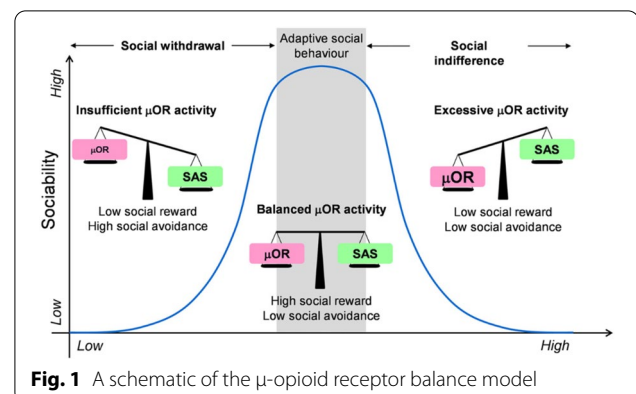 Social withdrawal
Adaptive social
behaviour
Social
indifference
High
Sociability
Low
Insufficient μOR activity
μOR
SAS
Low social reward
High social avoidance
Balanced μOR activity
μOR
SAS
High social reward
Low social avoidance
Excessive μOR activity
μOR
SAS
Low social reward
Low social avoidance
Low
High
Fig. 1 A schematic of the μ-opioid receptor balance model